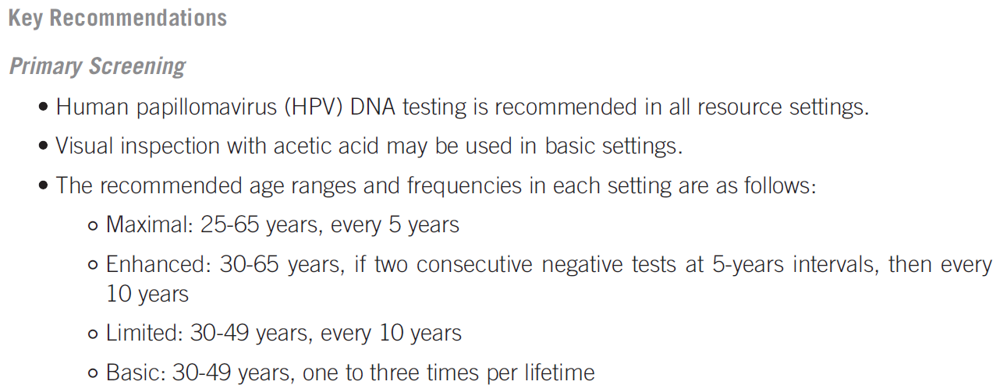 Key Recommendations
Primary Screening
• Human papillomavirus (HPV) DNA testing is recommended in all resource settings.
• Visual inspection with acetic acid may be used in basic settings.
• The recommended age ranges and frequencies in each setting are as follows:
○ Maximal: 25-65 years, every 5 years
○ Enhanced: 30-65 years, if two consecutive negative tests at 5-years intervals, then every
10 years
○ Limited: 30-49 years, every 10 years
○ Basic: 30-49 years, one to three times per lifetime